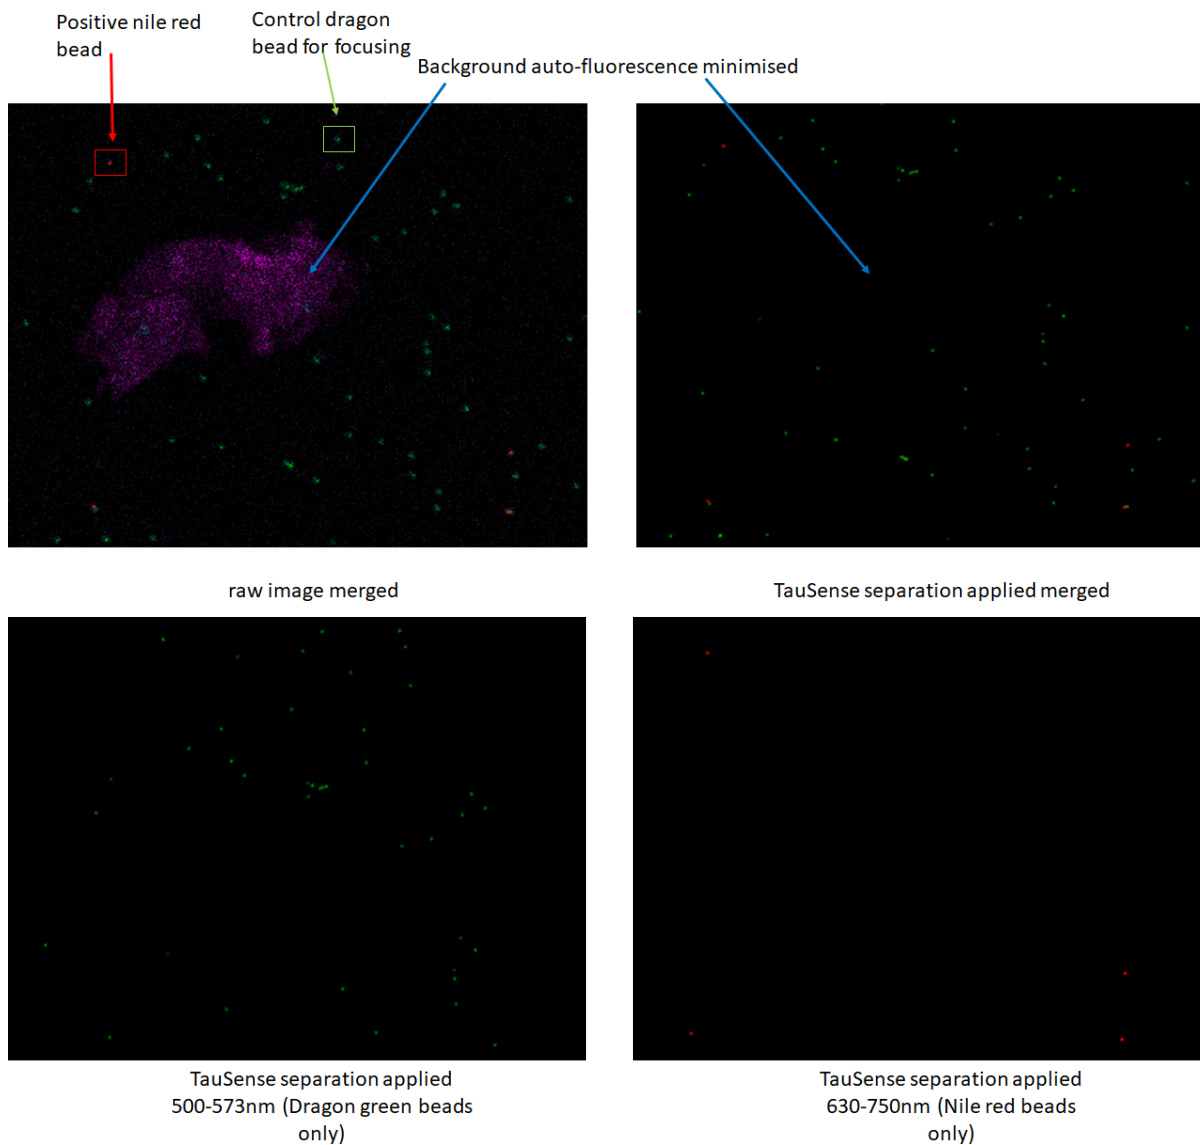 Positive nile red
bead
Control dragon
bead for focusing
Background auto-fluorescence minimised
raw image merged
TauSense separation applied merged
TauSense separation applied
500-573nm (Dragon green beads
only)
TauSense separation applied
630-750nm (Nile red beads
only)